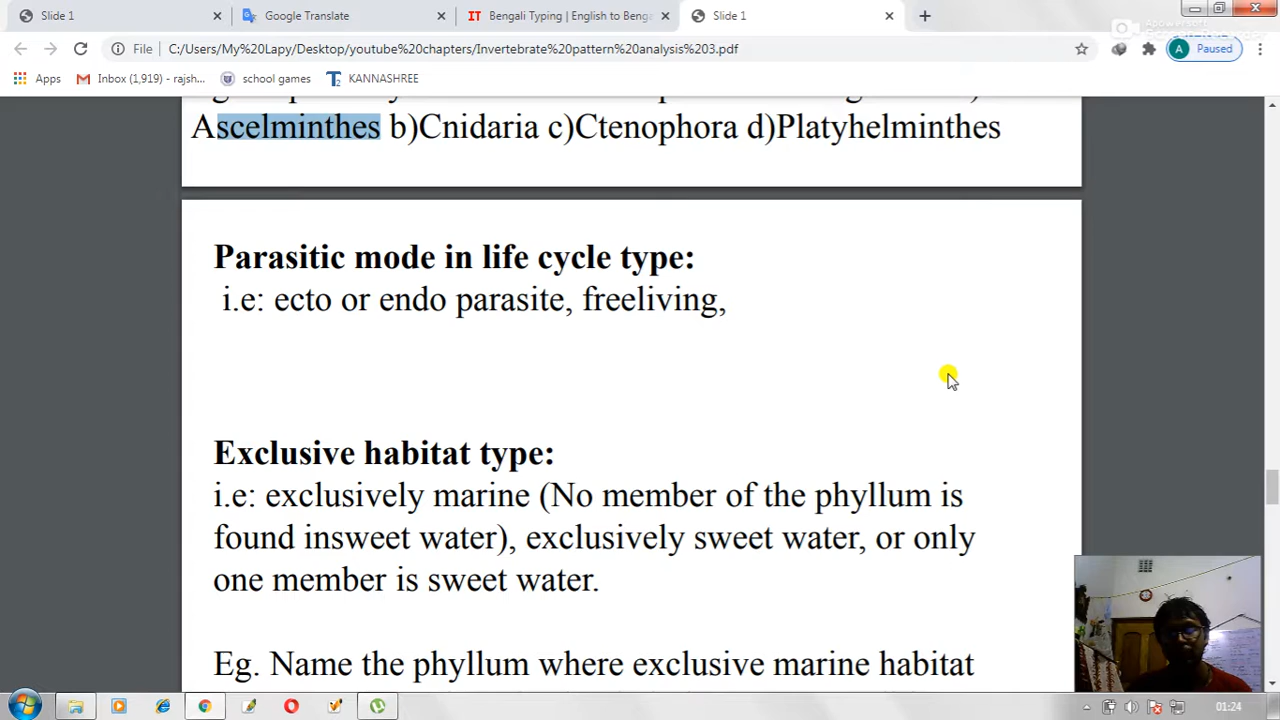 Slide 1
Google Translate
Bengali Typing | English to Benga
Slide 1
File
C:/Users/My%20Lapy/Desktop/youtube%20chapters/Invertebrate%20pattern%20analysis%203.pdf
A
Paused
Apps
Inbox (1,919) - rajsh...
school games
KANNASHREE
Ascelminthes b)Cnidaria c)Ctenophora d)Platyhelminthes
Parasitic mode in life cycle type:
i.e: ecto or endo parasite, freeliving,
Exclusive habitat type:
i.e: exclusively marine (No member of the phyllum is
found insweet water), exclusively sweet water, or only
one member is sweet water.
Eg. Name the phyllum where exclusive marine habitat
01:24